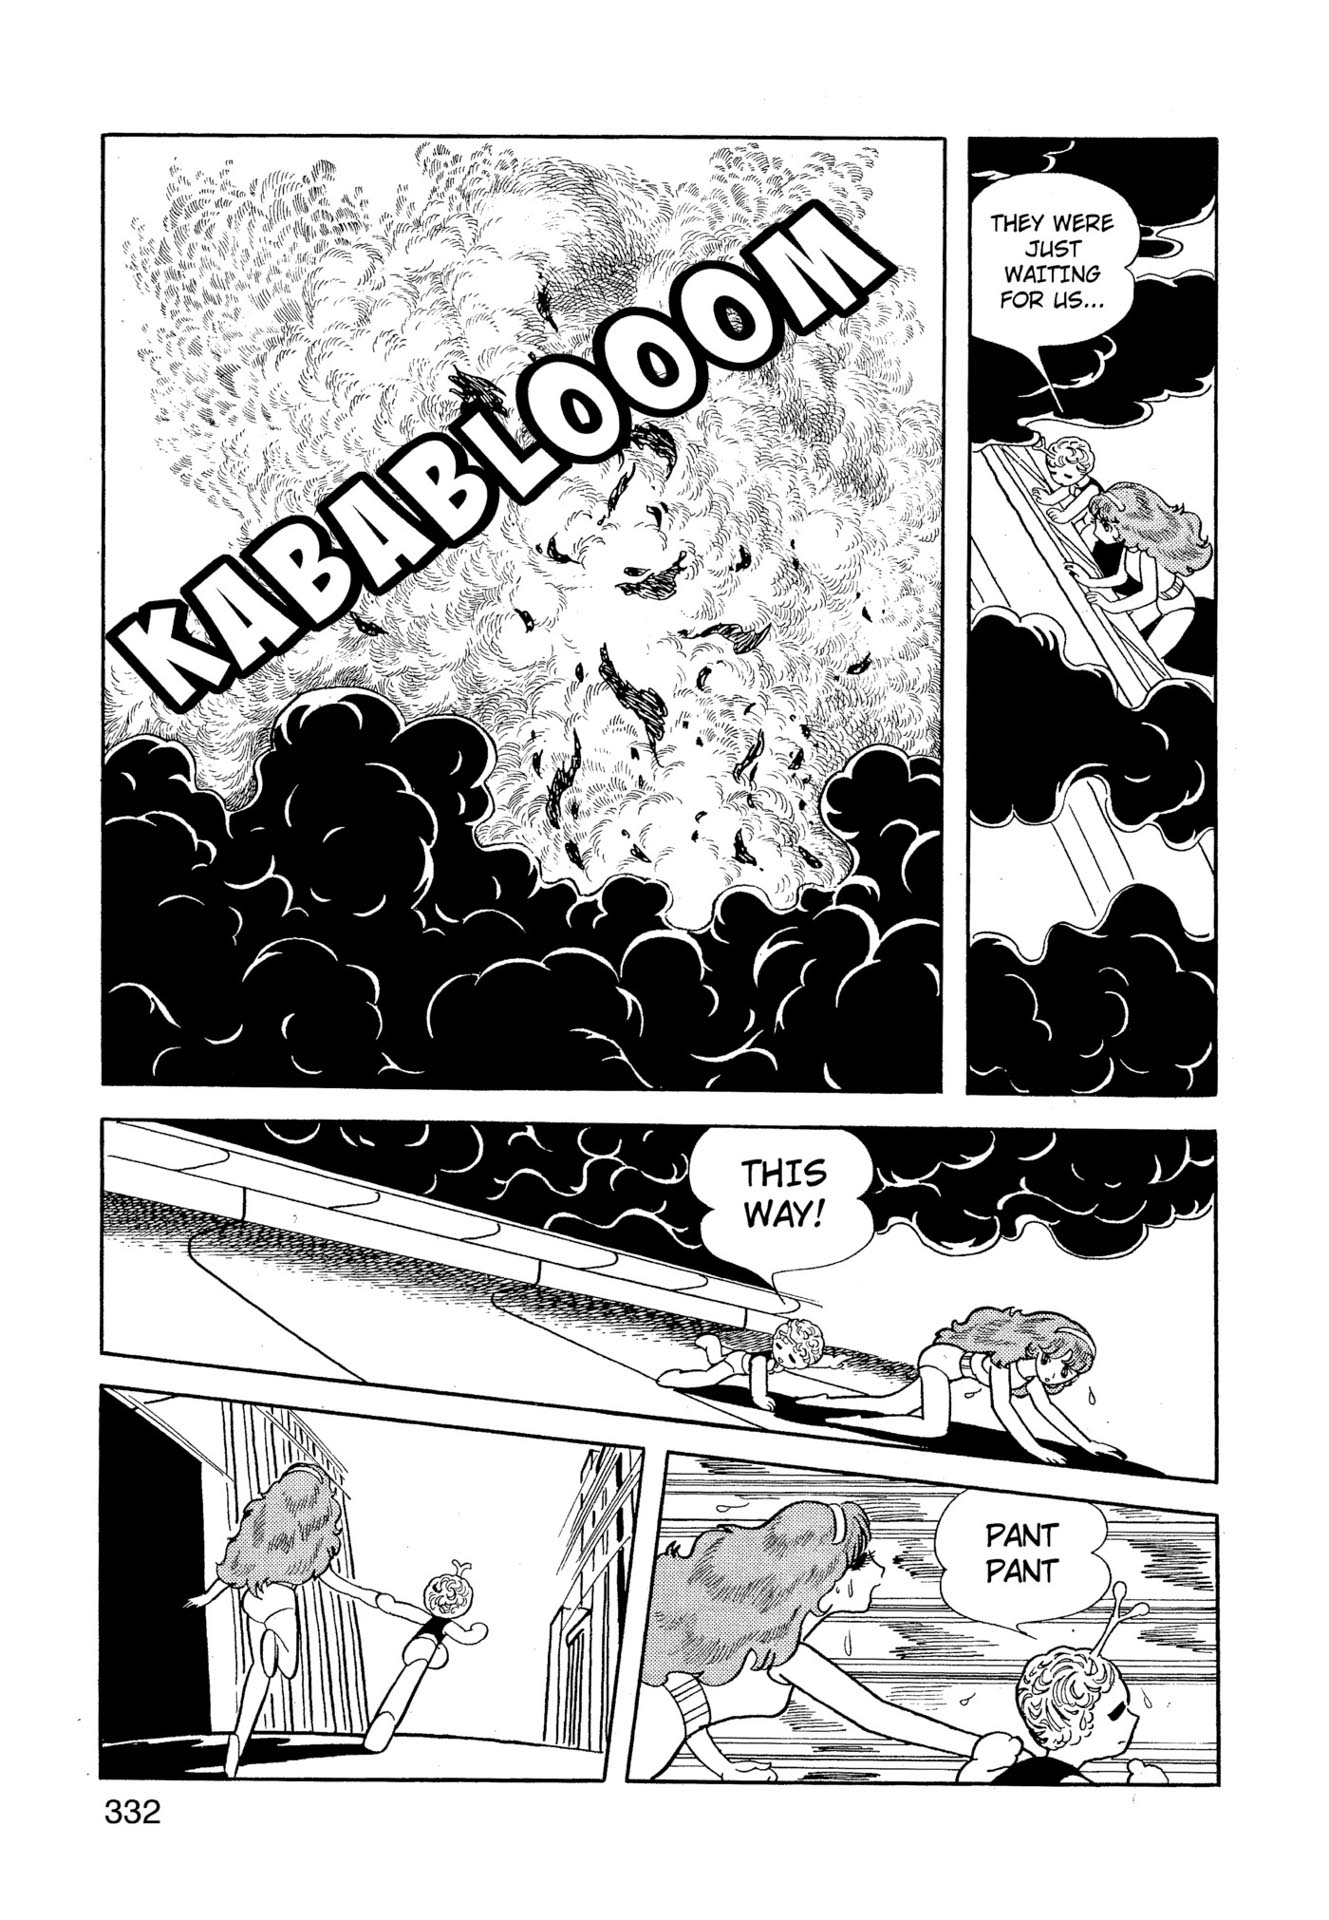 KABABLOOOM
THEY WERE
JUST
WAITING
FOR US...
THIS
WAY!
PANT
PANT
332